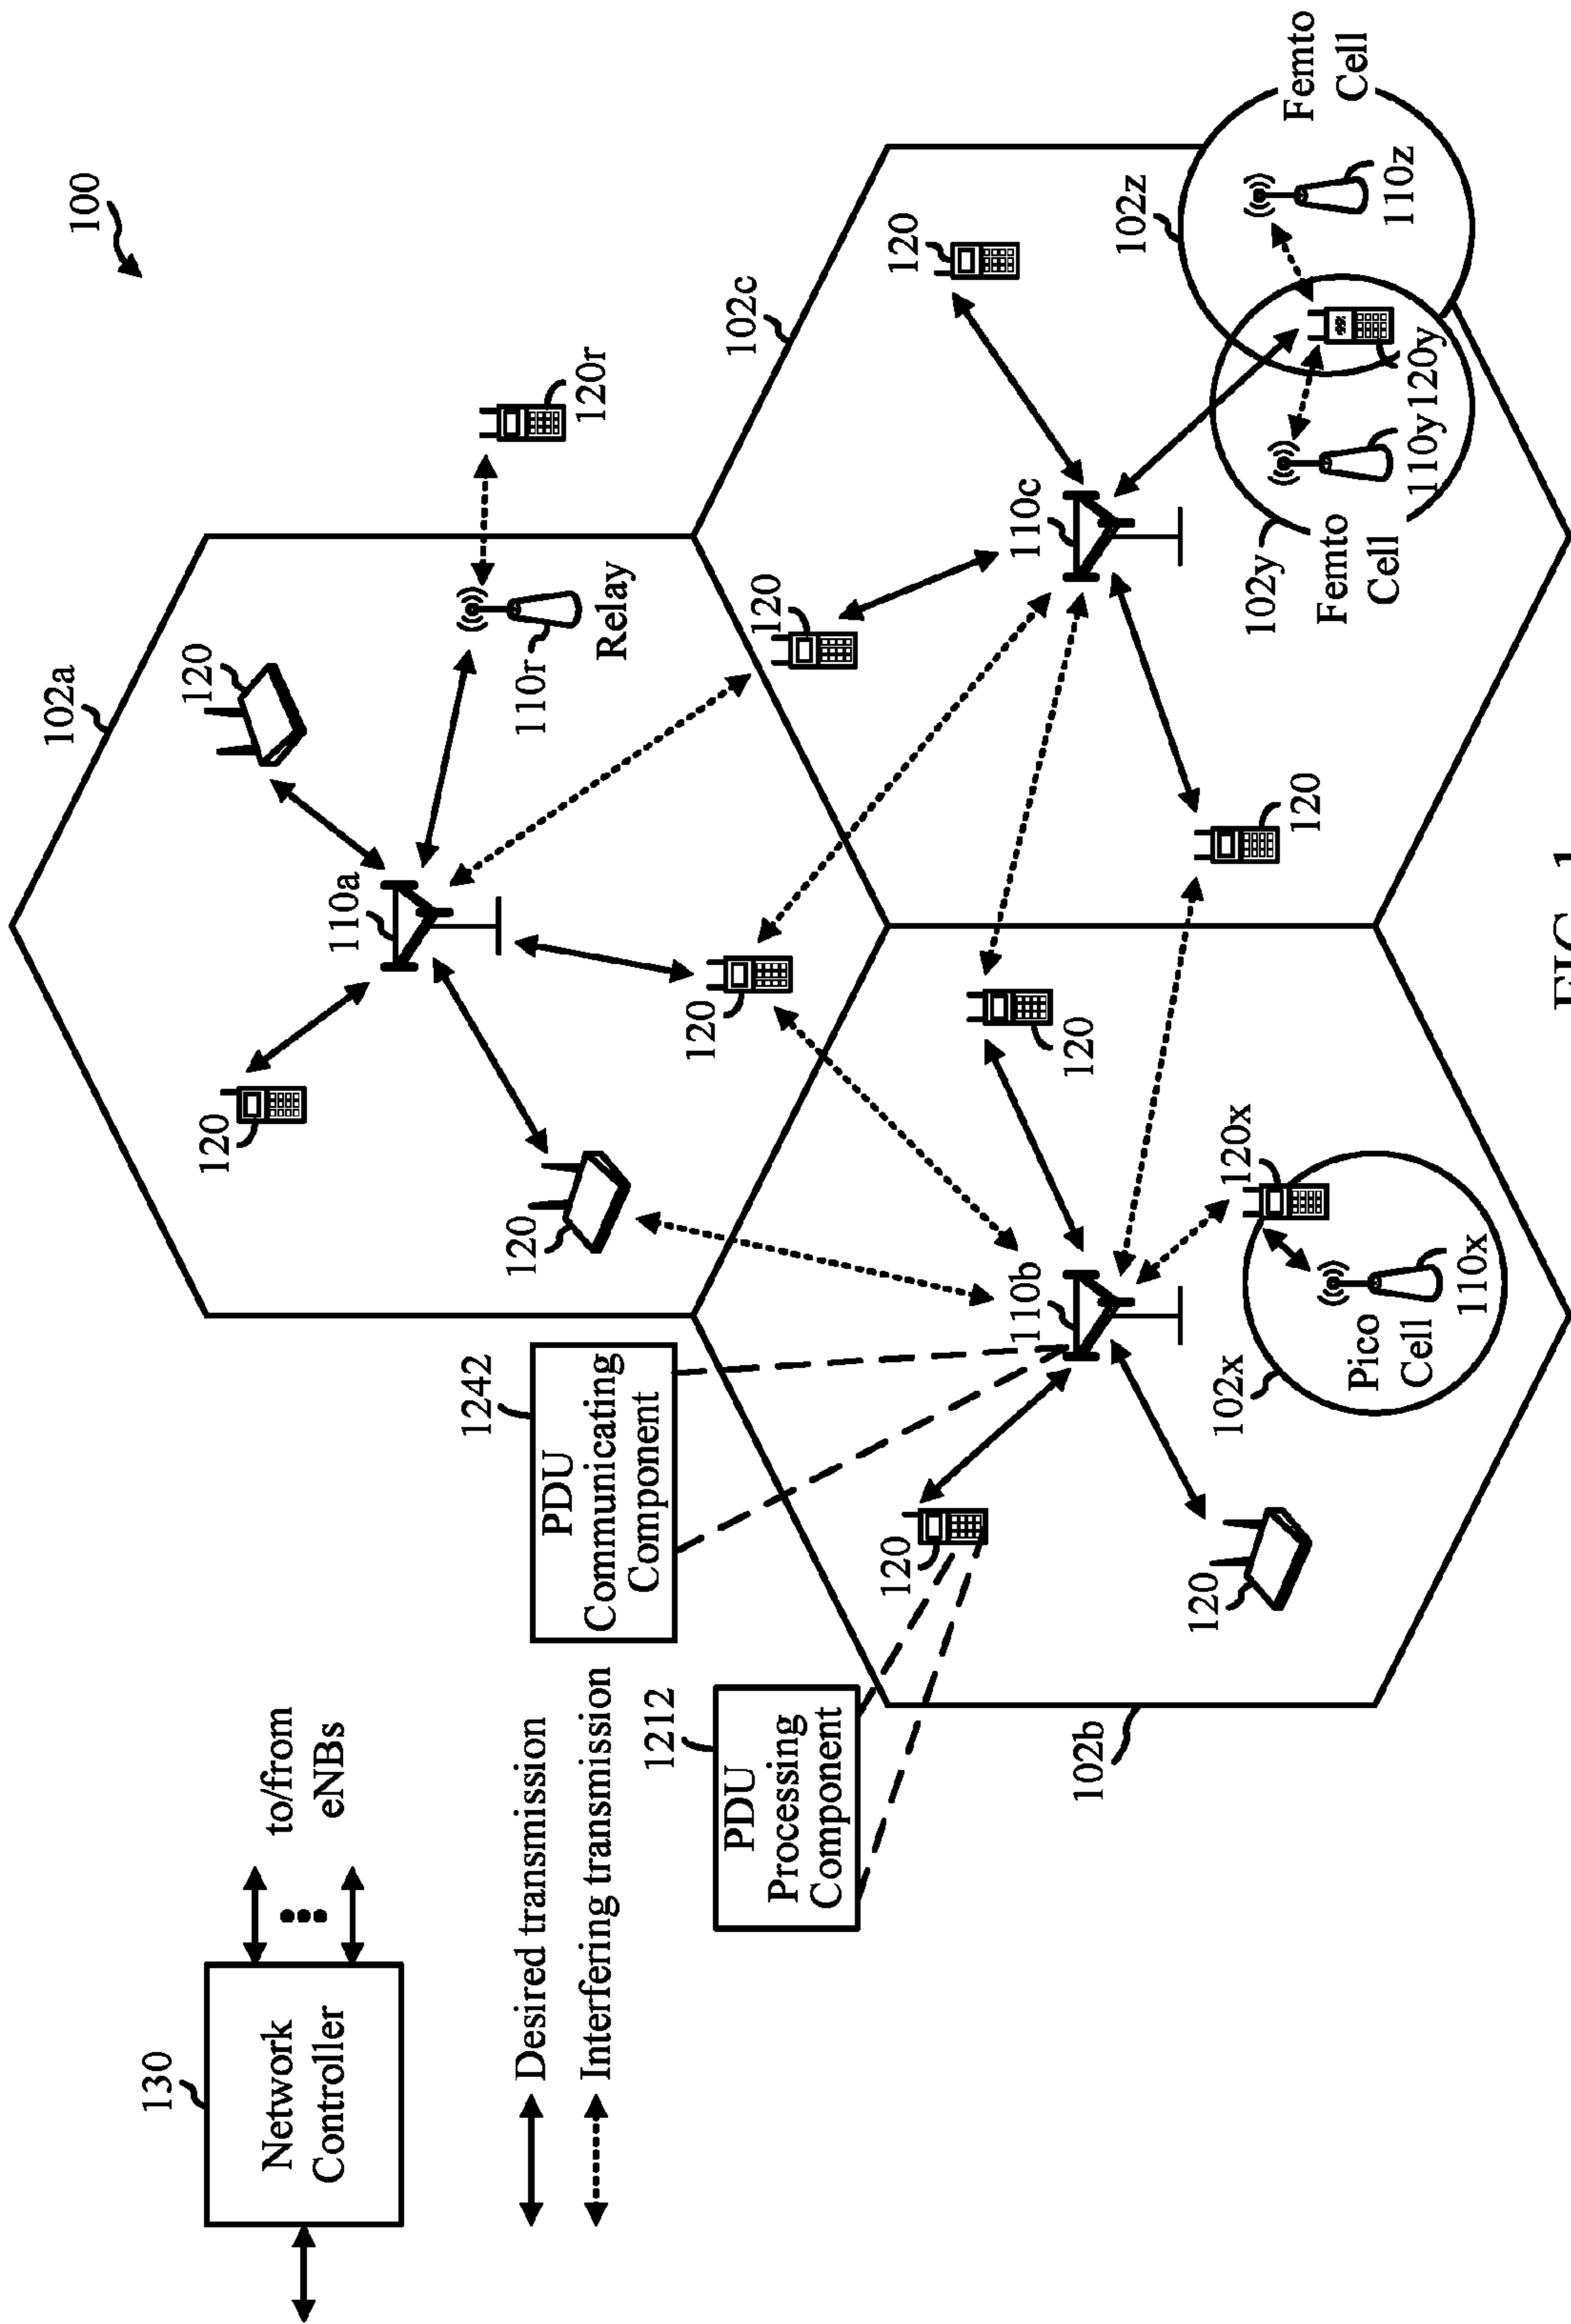 100
130
Network
Controller
to/from
eNBs
Desired transmission
Interfering transmission
1242
PDU
Communicating
Component
1212
PDU
Processing
Component
102a
110a
120
120
120
120
110r
Relay
120r
102b
110b
120
120
120
120x
102x
Pico
Cell
110x
102c
110c
120
120
120
102y
Femto
Cell
110y
120y
102z
110z
Femto
Cell
FIG. 1